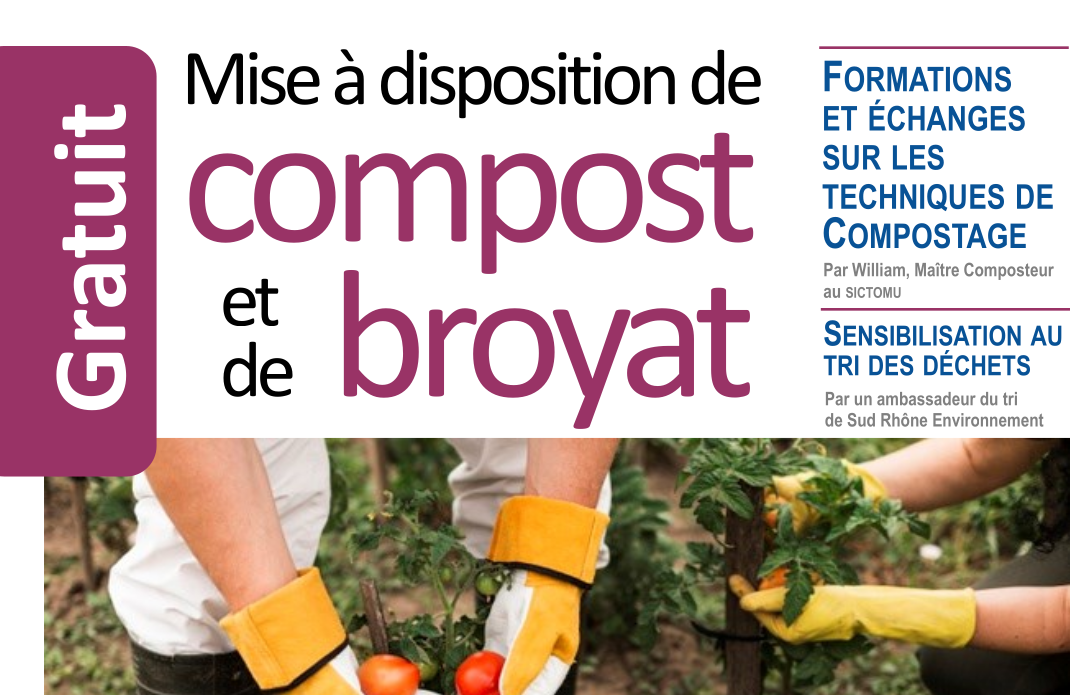 Gratuit
Mise à disposition de
compost
et
de
broyat
FORMATIONS
ET ÉCHANGES
SUR LES
TECHNIQUES DE
COMPOSTAGE
Par William, Maître Composteur
au SICTOMU
SENSIBILISATION AU
TRI DES DÉCHETS
Par un ambassadeur du tri
de Sud Rhône Environnement